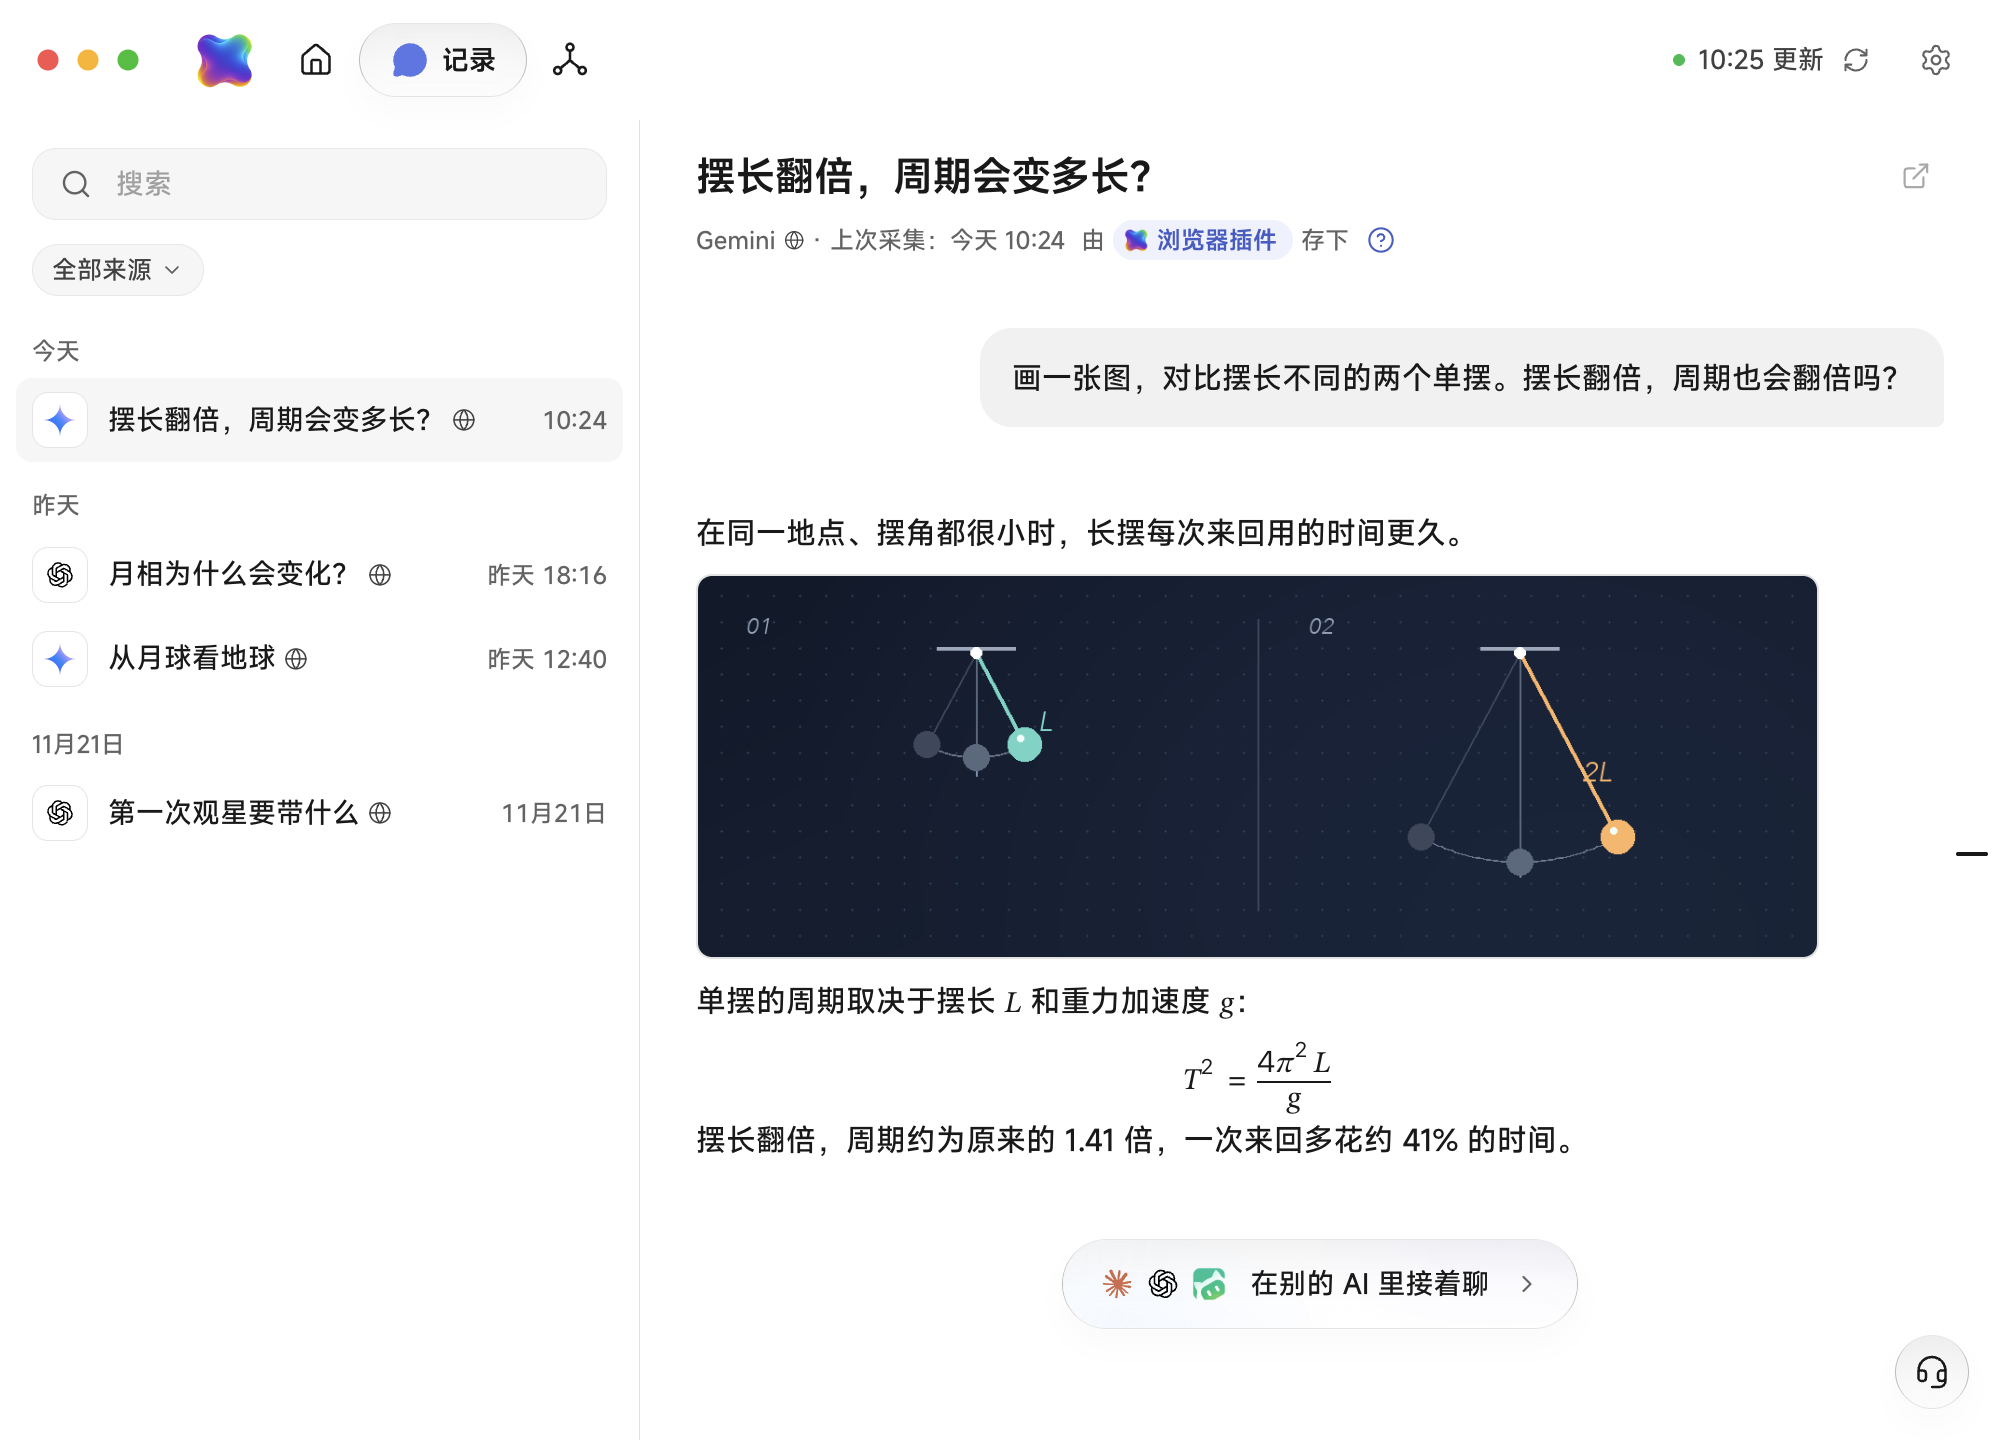 记录
10:25 更新
搜索
全部来源
今天
摆长翻倍，周期会变多长？ 10:24
昨天
月相为什么会变化？ 昨天 18:16
从月球看地球 昨天 12:40
11月21日
第一次观星要带什么 11月21日
摆长翻倍，周期会变多长？
Gemini · 上次采集：今天 10:24 由 浏览器插件 存下
画一张图，对比摆长不同的两个单摆。摆长翻倍，周期也会翻倍吗？
在同一地点、摆角都很小时，长摆每次来回用的时间更久。
01
L
02
2L
单摆的周期取决于摆长 L 和重力加速度 g：
T² = 4π² L / g
摆长翻倍，周期约为原来的 1.41 倍，一次来回多花约 41% 的时间。
在别的 AI 里接着聊